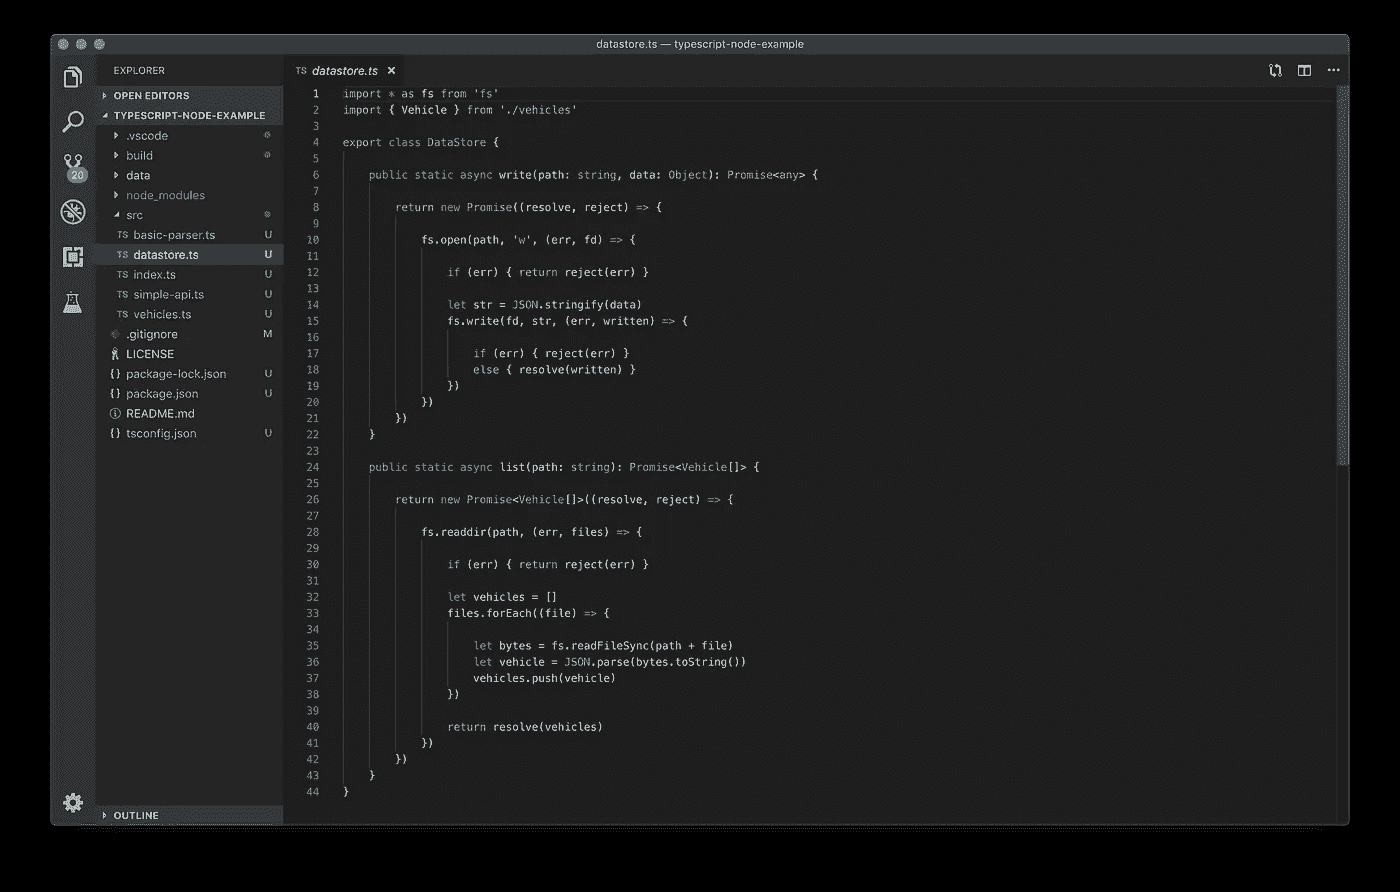 datastore.ts — typescript-node-example
EXPLORER
OPEN EDITORS
TYPESCRIPT-NODE-EXAMPLE
.vscode
build
data
node_modules
src
TS basic-parser.ts U
TS datastore.ts U
TS index.ts U
TS simple-api.ts U
TS vehicles.ts U
.gitignore M
LICENSE
{} package-lock.json U
{} package.json U
README.md
{} tsconfig.json U
OUTLINE
20
TS datastore.ts ×
1 import * as fs from 'fs'
2 import { Vehicle } from './vehicles'
3
4 export class DataStore {
5
6 public static async write(path: string, data: Object): Promise<any> {
7
8 return new Promise((resolve, reject) => {
9
10 fs.open(path, 'w', (err, fd) => {
11
12 if (err) { return reject(err) }
13
14 let str = JSON.stringify(data)
15 fs.write(fd, str, (err, written) => {
16
17 if (err) { reject(err) }
18 else { resolve(written) }
19 })
20 })
21 })
22 }
23
24 public static async list(path: string): Promise<Vehicle[]> {
25
26 return new Promise<Vehicle[]>((resolve, reject) => {
27
28 fs.readdir(path, (err, files) => {
29
30 if (err) { return reject(err) }
31
32 let vehicles = []
33 files.forEach((file) => {
34
35 let bytes = fs.readFileSync(path + file)
36 let vehicle = JSON.parse(bytes.toString())
37 vehicles.push(vehicle)
38 })
39
40 return resolve(vehicles)
41 })
42 })
43 }
44 }